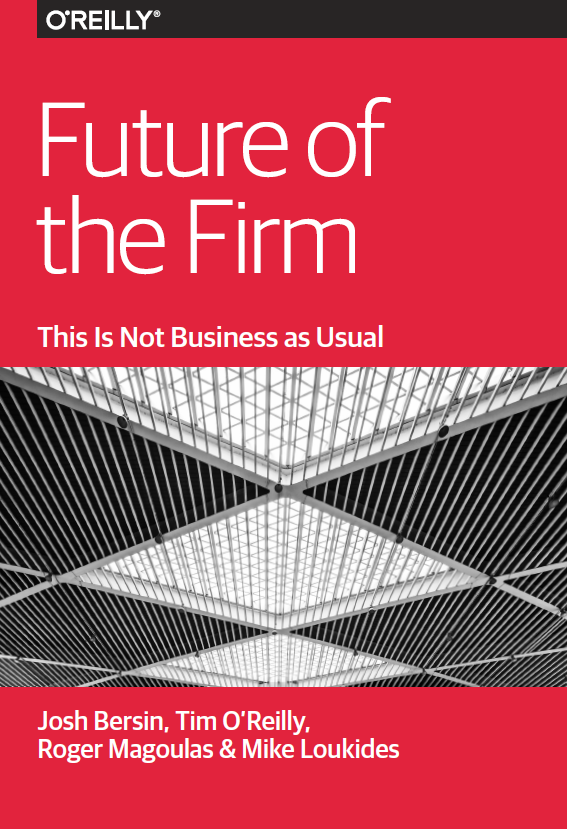 O'REILLY®
Future of
the Firm
This Is Not Business as Usual
Josh Bersin, Tim O'Reilly,
Roger Magoulas & Mike Loukides